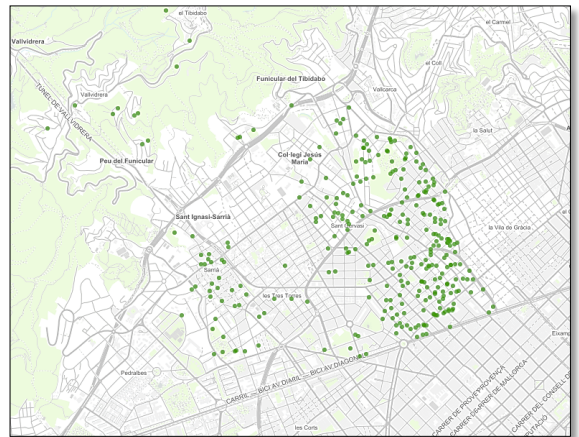 el Tibidabo
el Carmel
Vallvidrera
el Coll
Funicular del Tibidabo
Vallvidrera
Vallcarca
TUNEL DE VALLVIDRERA
la Salut
Peu del Funicular
Col·legi Jesús
Maria
Sant Ignasi-Sarrià
Sant Gervasi
la Vila de Gràcia
Sarrià
les Tres Torres
Pedralbes
CARRIL
BICI AV DIAGONAL
les Corts
CARRER DE PROVENÇA
CARRER DE MALLORCA
CARRER DEL CONSELL DE